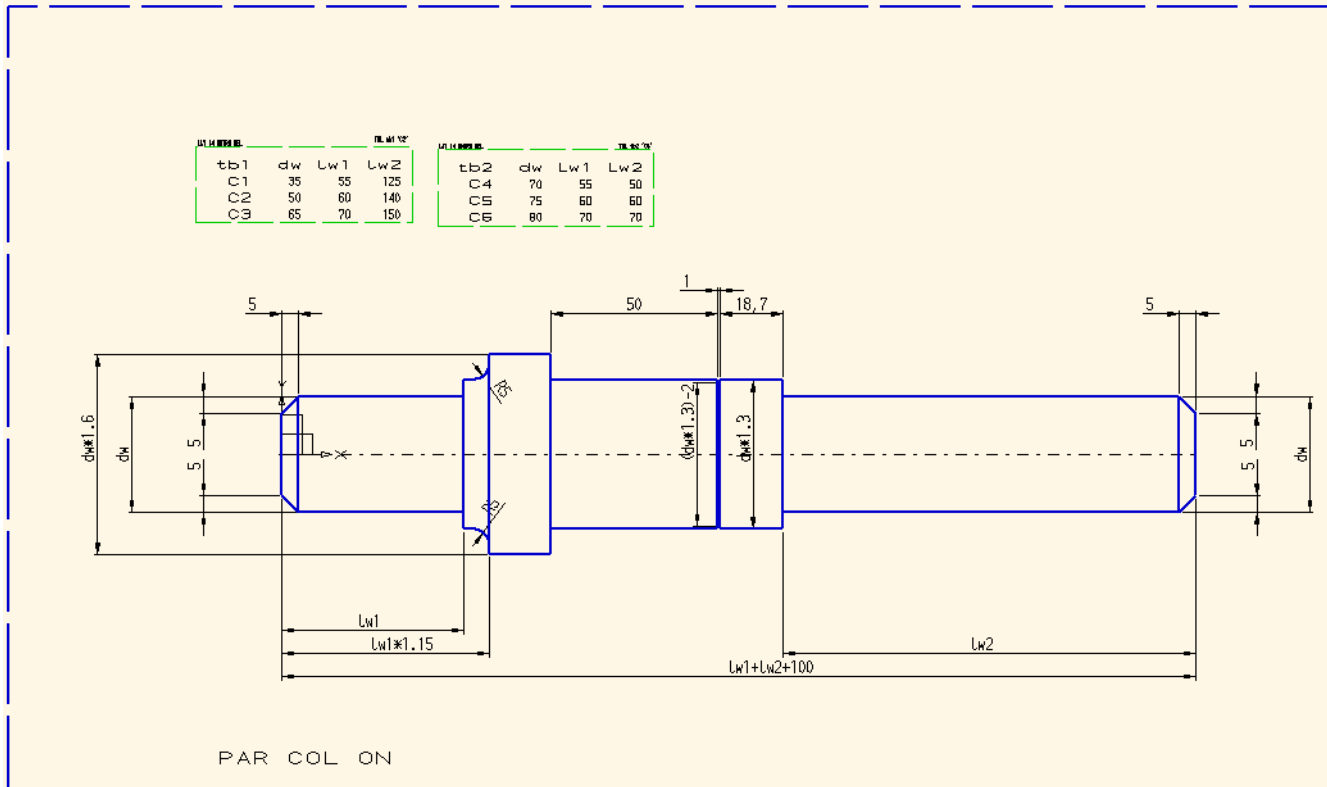 tb1 dw lw1 lw2
C1 35 55 125
C2 50 60 140
C3 65 70 150
tb2 dw lw1 lw2
C4 70 55 50
C5 75 60 60
C6 80 70 70
1
5
50
18,7
5
Y
X
R5
R5
dw*1.6
dw
5
5
(dw*1.3)-2
dw*1.3
5
5
dw
lw1
lw1*1.15
lw2
lw1+lw2+100
PAR COL ON